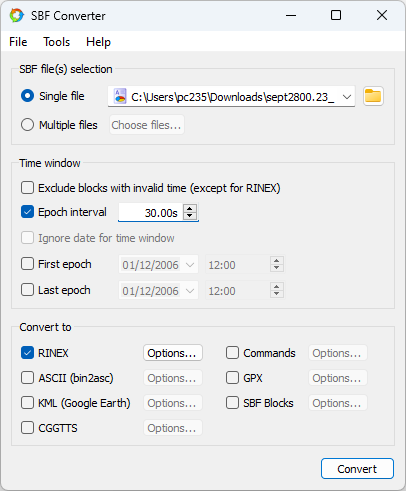 SBF Converter
File Tools Help
SBF file(s) selection
Single file C:\Users\pc235\Downloads\sept2800.23_
Multiple files Choose files...
Time window
Exclude blocks with invalid time (except for RINEX)
Epoch interval 30.00s
Ignore date for time window
First epoch 01/12/2006 12:00
Last epoch 01/12/2006 12:00
Convert to
RINEX Options... Commands Options...
ASCII (bin2asc) Options... GPX Options...
KML (Google Earth) Options... SBF Blocks Options...
CGGTTS Options...
Convert